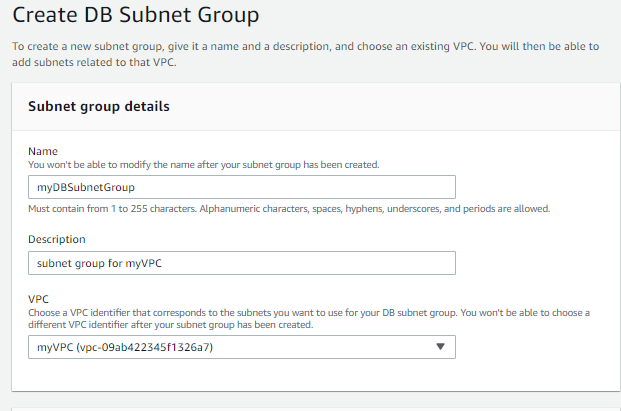 Create DB Subnet Group
To create a new subnet group, give it a name and a description, and choose an existing VPC. You will then be able to
add subnets related to that VPC.
Subnet group details
Name
You won't be able to modify the name after your subnet group has been created.
myDBSubnetGroup
Must contain from 1 to 255 characters. Alphanumeric characters, spaces, hyphens, underscores, and periods are allowed.
Description
subnet group for myVPC
VPC
Choose a VPC identifier that corresponds to the subnets you want to use for your DB subnet group. You won't be able to choose a
different VPC identifier after your subnet group has been created.
myVPC (vpc-09ab422345f1326a7)